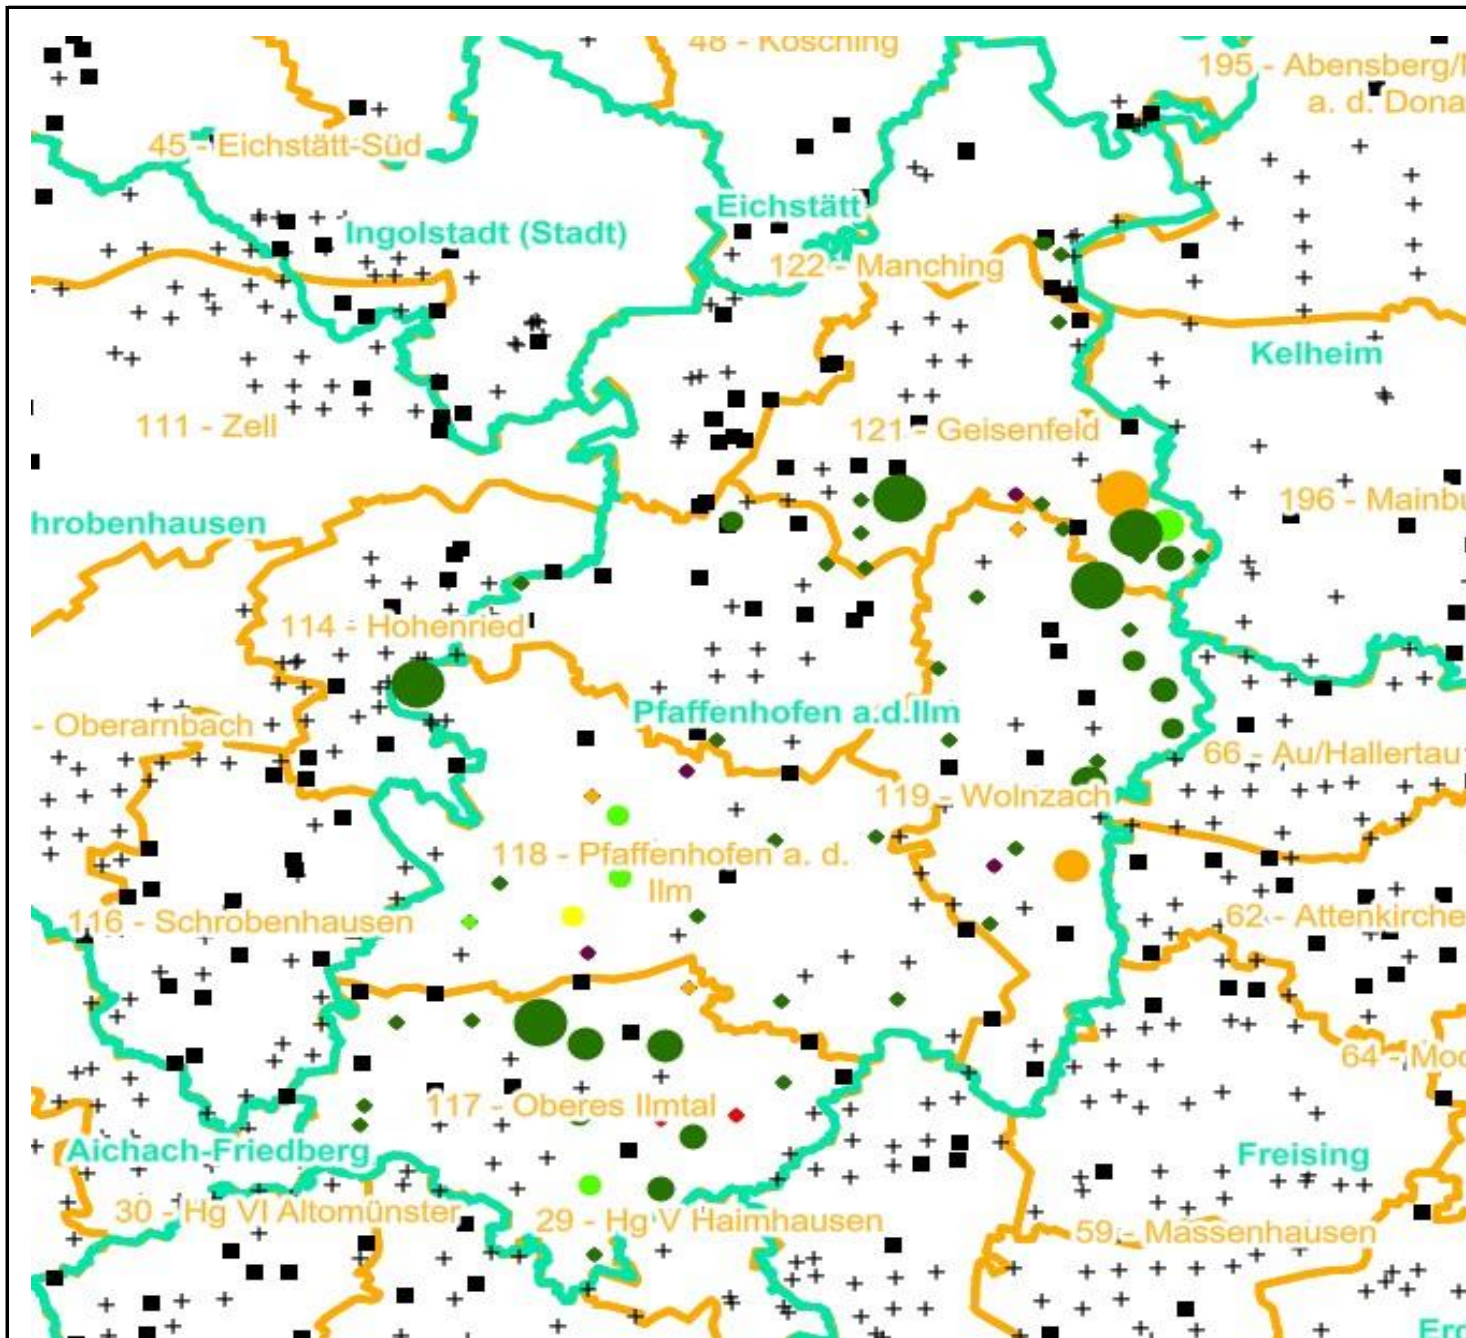 48 - Kösching
195 - Abensberg/
a. d. Dona
45 - Eichstätt-Süd
Eichstätt
Ingolstadt (Stadt)
122 - Manching
Kelheim
111 - Zell
121 - Geisenfeld
196 - Mainbu
hrobenhausen
114 - Hohenried
Pfaffenhofen a.d.Ilm
- Oberarnbach
66 - Au/Hallertau
119 - Wolnzach
118 - Pfaffenhofen a. d.
Ilm
116 - Schrobenhausen
62 - Attenkirche
64 - Moo
117 - Oberes Ilmtal
Aichach-Friedberg
Freising
30 - Hg VI Altomünster
29 - Hg V Haimhausen
59 - Massenhausen
Erd